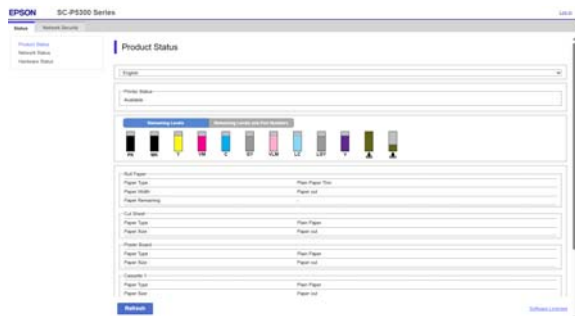 EPSON
SC-P5300 Series
Log in
Status
Network Security
Product Status
Network Status
Hardware Status
Product Status
English
Printer Status
Available
Remaining Levels
Remaining Levels and Part Numbers
PK
MK
Y
VM
C
GY
VLM
LC
LGY
V
Roll Paper
Paper Type
Plain Paper Thin
Paper Width
Paper out
Paper Remaining
-
Cut Sheet
Paper Type
Plain Paper
Paper Size
Paper out
Poster Board
Paper Type
Plain Paper
Paper Size
Paper out
Cassette 1
Paper Type
Plain Paper
Paper Size
Paper out
Refresh
Software Licenses